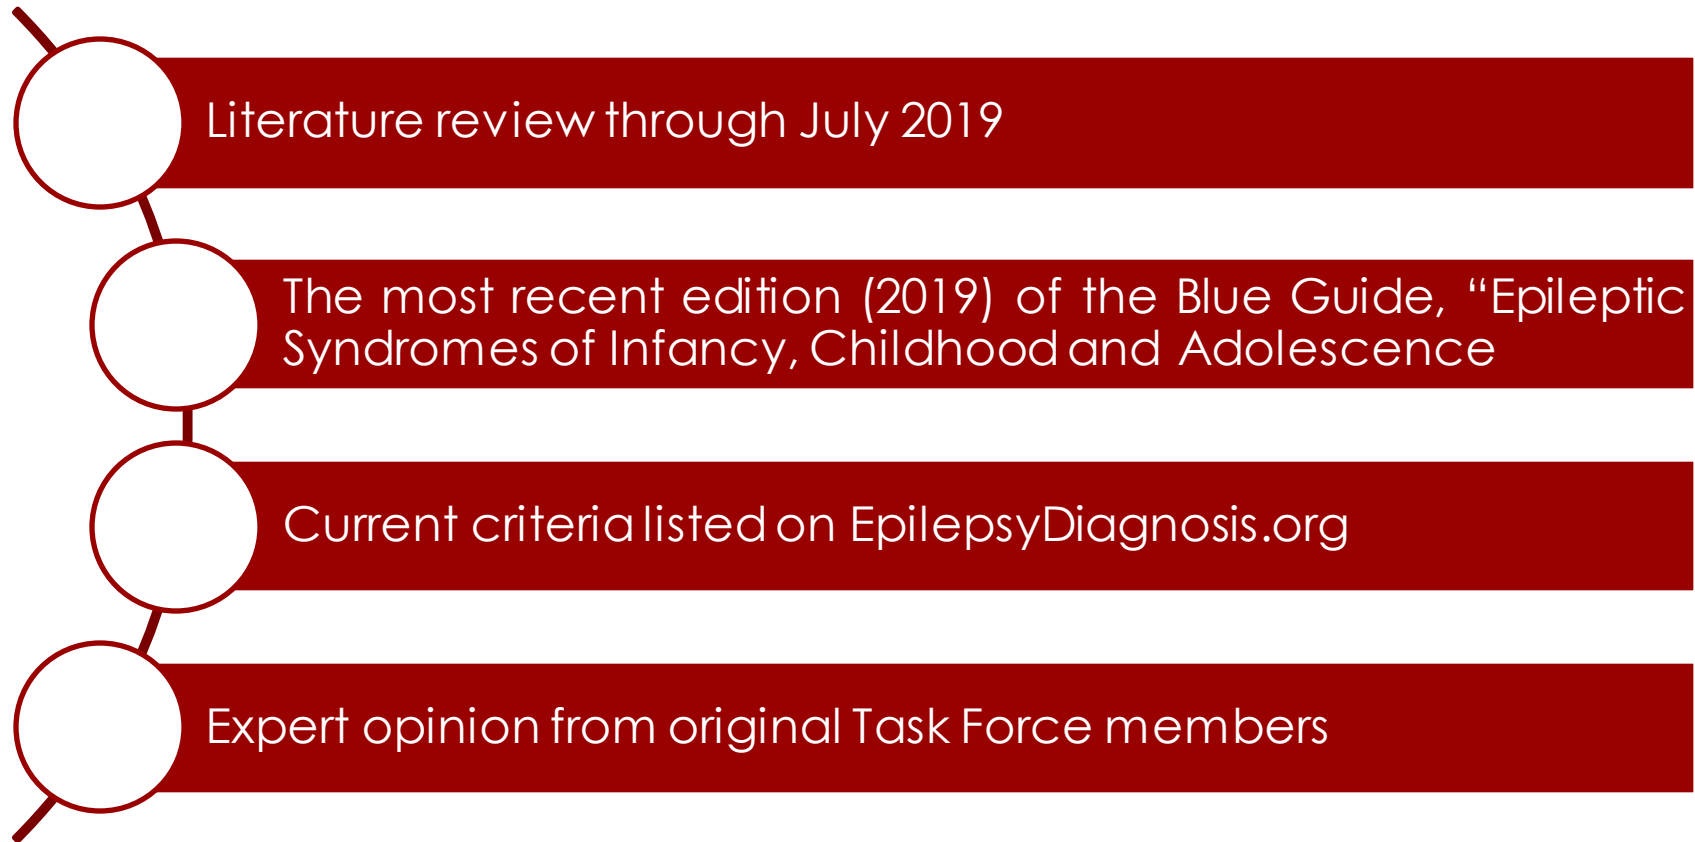 Literature review through July 2019
The most recent edition (2019) of the Blue Guide, “Epileptic
Syndromes of Infancy, Childhood and Adolescence
Current criteria listed on EpilepsyDiagnosis.org
Expert opinion from original Task Force members